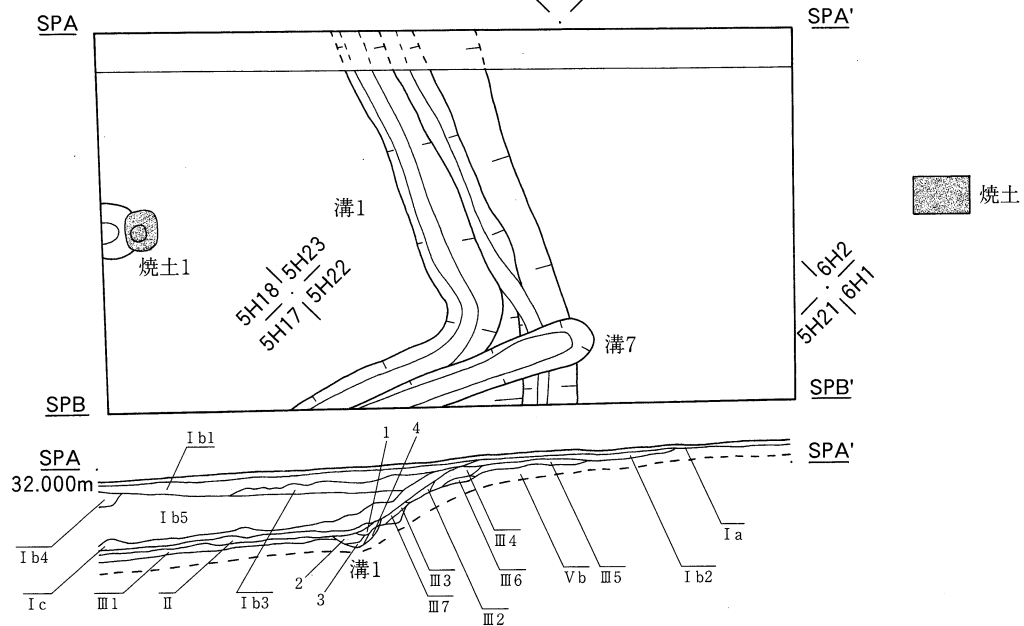 SPA
SPA'
焼土
溝1
焼土1
5H18
5H23
5H17
5H22
6H2
5H21
6H1
溝7
SPB
SPB'
Ⅰb1
1
4
SPA
SPA'
32.000m
Ⅰb5
Ⅰb4
Ⅲ4
Ⅰa
溝1
2
3
Ⅰc
Ⅲ1
Ⅱ
Ⅰb3
Ⅲ3
Ⅲ6
Ⅴb
Ⅲ5
Ⅰb2
Ⅲ7
Ⅲ2